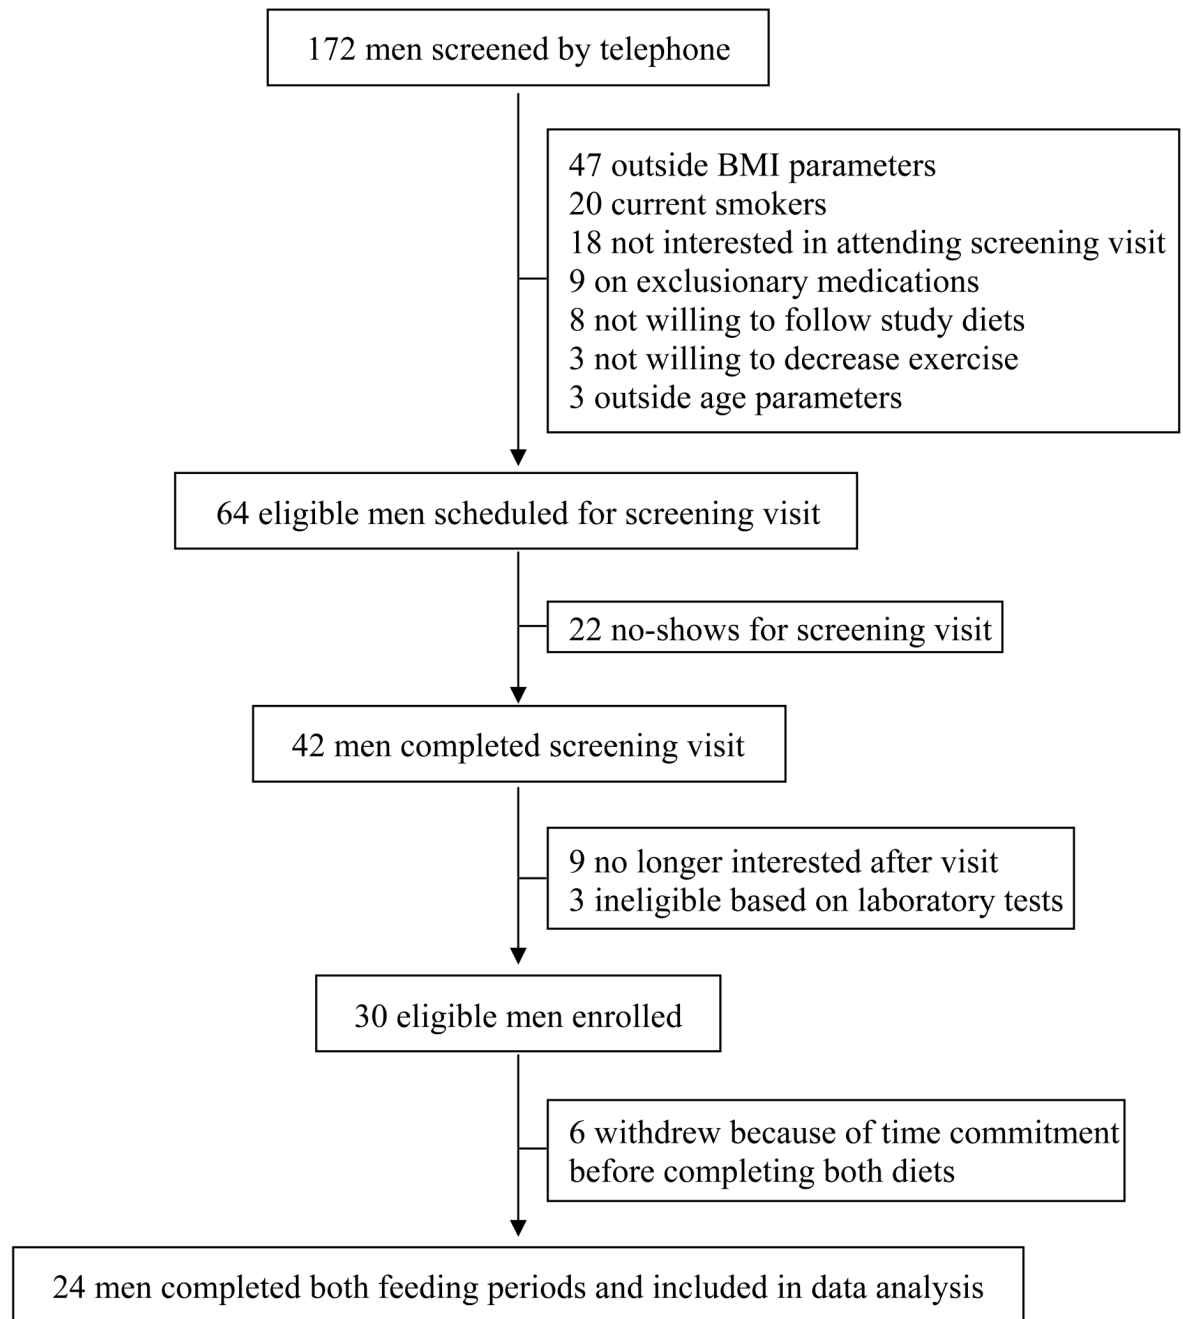 172 men screened by telephone
47 outside BMI parameters
20 current smokers
18 not interested in attending screening visit
9 on exclusionary medications
8 not willing to follow study diets
3 not willing to decrease exercise
3 outside age parameters
64 eligible men scheduled for screening visit
22 no-shows for screening visit
42 men completed screening visit
9 no longer interested after visit
3 ineligible based on laboratory tests
30 eligible men enrolled
6 withdrew because of time commitment
before completing both diets
24 men completed both feeding periods and included in data analysis